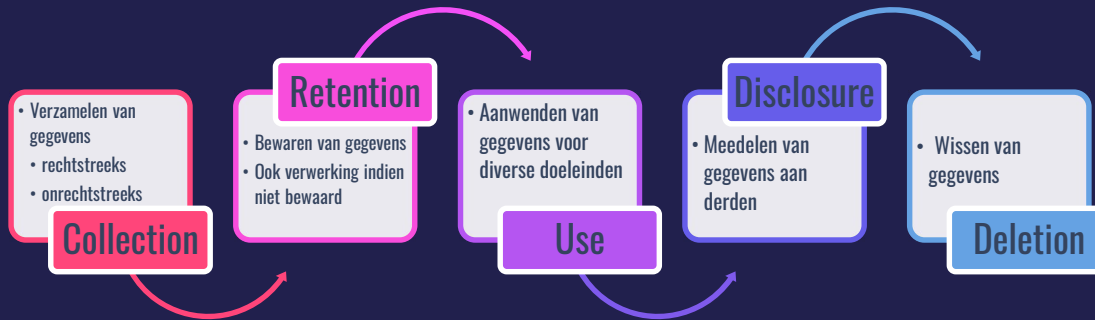 • Verzamelen van
gegevens
• rechtstreeks
• onrechtstreeks
Collection
Retention
• Bewaren van gegevens
• Ook verwerking indien
niet bewaard
• Aanwenden van
gegevens voor
diverse doeleinden
Use
Disclosure
• Meedelen van
gegevens aan
derden
• Wissen van
gegevens
Deletion